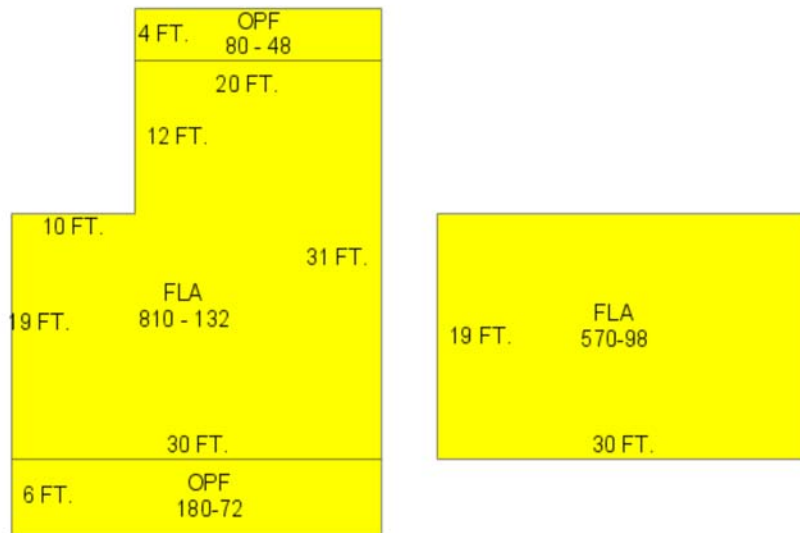 OPF
4 FT.
80 - 48
20 FT.
12 FT.
10 FT.
31 FT.
FLA
810 - 132
19 FT.
30 FT.
OPF
6 FT.
180-72
FLA
570-98
19 FT.
30 FT.